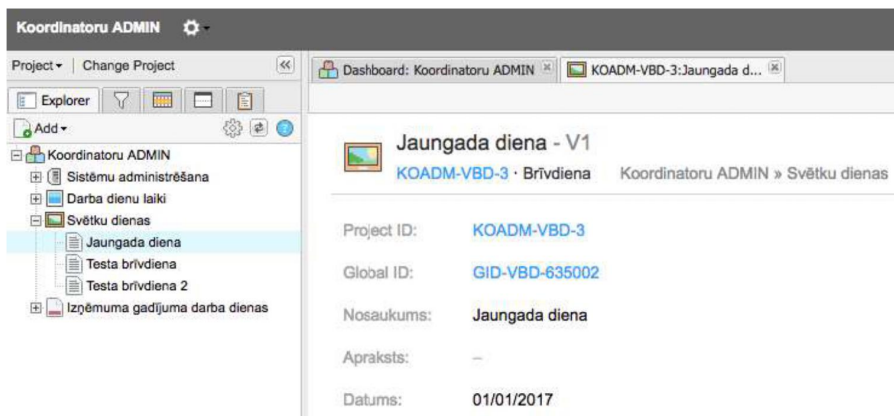 Koordinatoru ADMIN
Project | Change Project
Explorer
Add
Koordinatoru ADMIN
Sistēmu administrēšana
Darba dienu laiki
Svētku dienas
Jaungada diena
Testa brīvdiena
Testa brīvdiena 2
Izņēmuma gadījuma darba dienas
Dashboard: Koordinatoru ADMIN
KOADM-VBD-3:Jaungada d...
Jaungada diena - V1
KOADM-VBD-3 · Brīvdiena Koordinatoru ADMIN » Svētku dienas
Project ID: KOADM-VBD-3
Global ID: GID-VBD-635002
Nosaukums: Jaungada diena
Apraksts: –
Datums: 01/01/2017